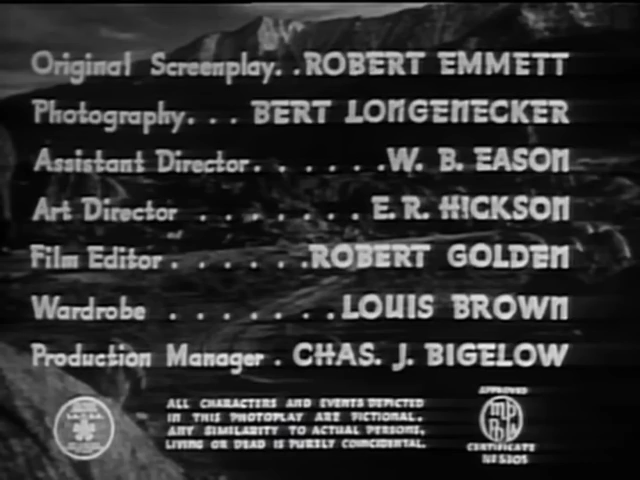 Original Screenplay. .ROBERT EMMETT
Photography. . . BERT LONGENECKER
Assistant Director. . . . . .W. B. EASON
Art Director . . . . . . . E. R. HICKSON
Film Editor . . . . . .ROBERT GOLDEN
Wardrobe . . . . . . .LOUIS BROWN
Production Manager . CHAS. J. BIGELOW
ALL CHARACTERS AND EVENTS DEPICTED
IN THIS PHOTOPLAY ARE FICTIONAL.
ANY SIMILARITY TO ACTUAL PERSONS,
LIVING OR DEAD IS PURELY COINCIDENTAL.
APPROVED
CERTIFICATE